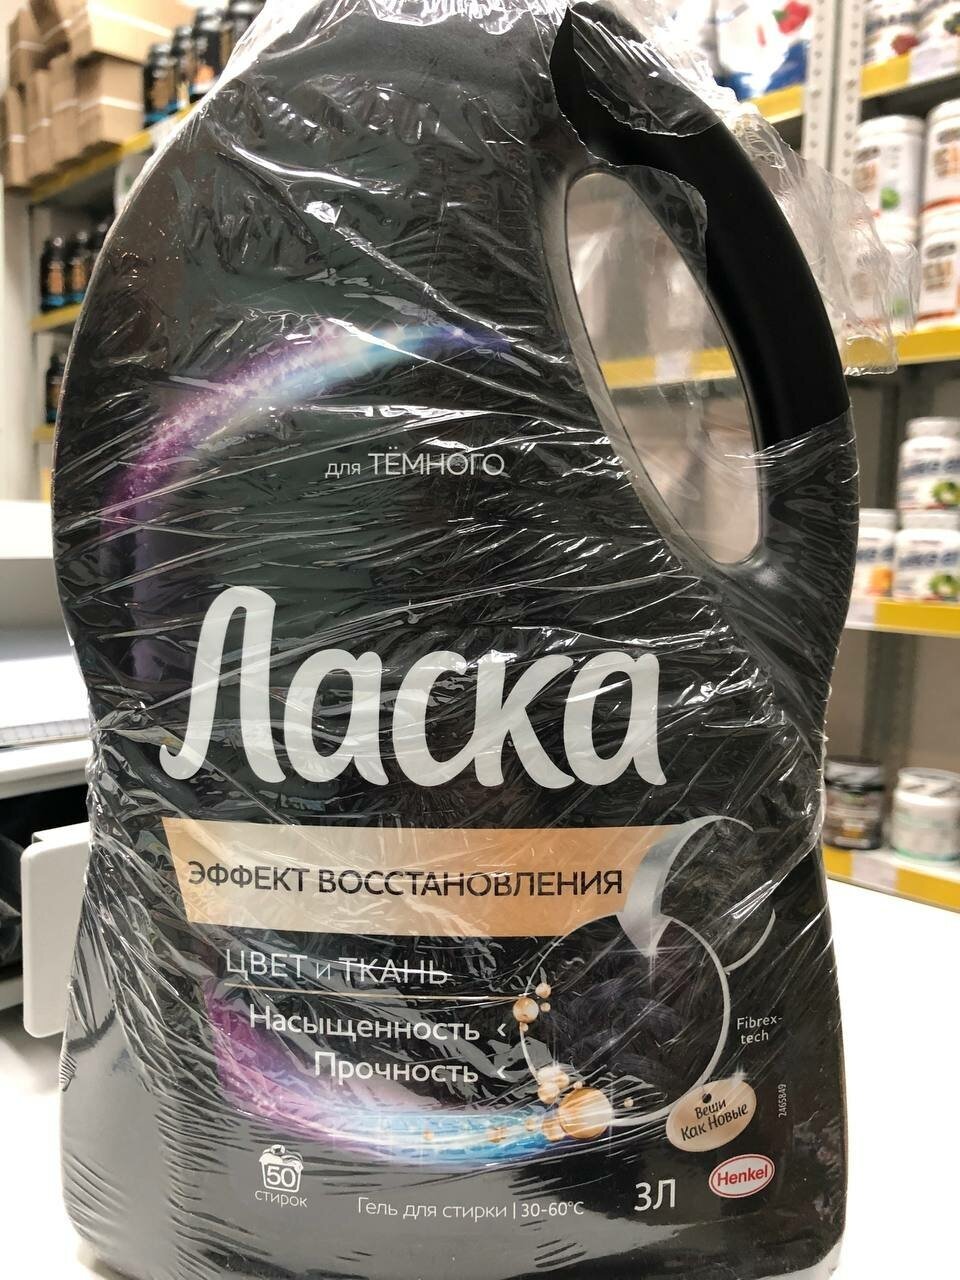 для ТЁМНОГО
Ласка
ЭФФЕКТ ВОССТАНОВЛЕНИЯ
ЦВЕТ и ТКАНЬ
Насыщенность <
Прочность <
Fibrex-
tech
2465849
Вещи
Как Новые
50
стирок
Гель для стирки | 30-60°C
3Л
Henkel